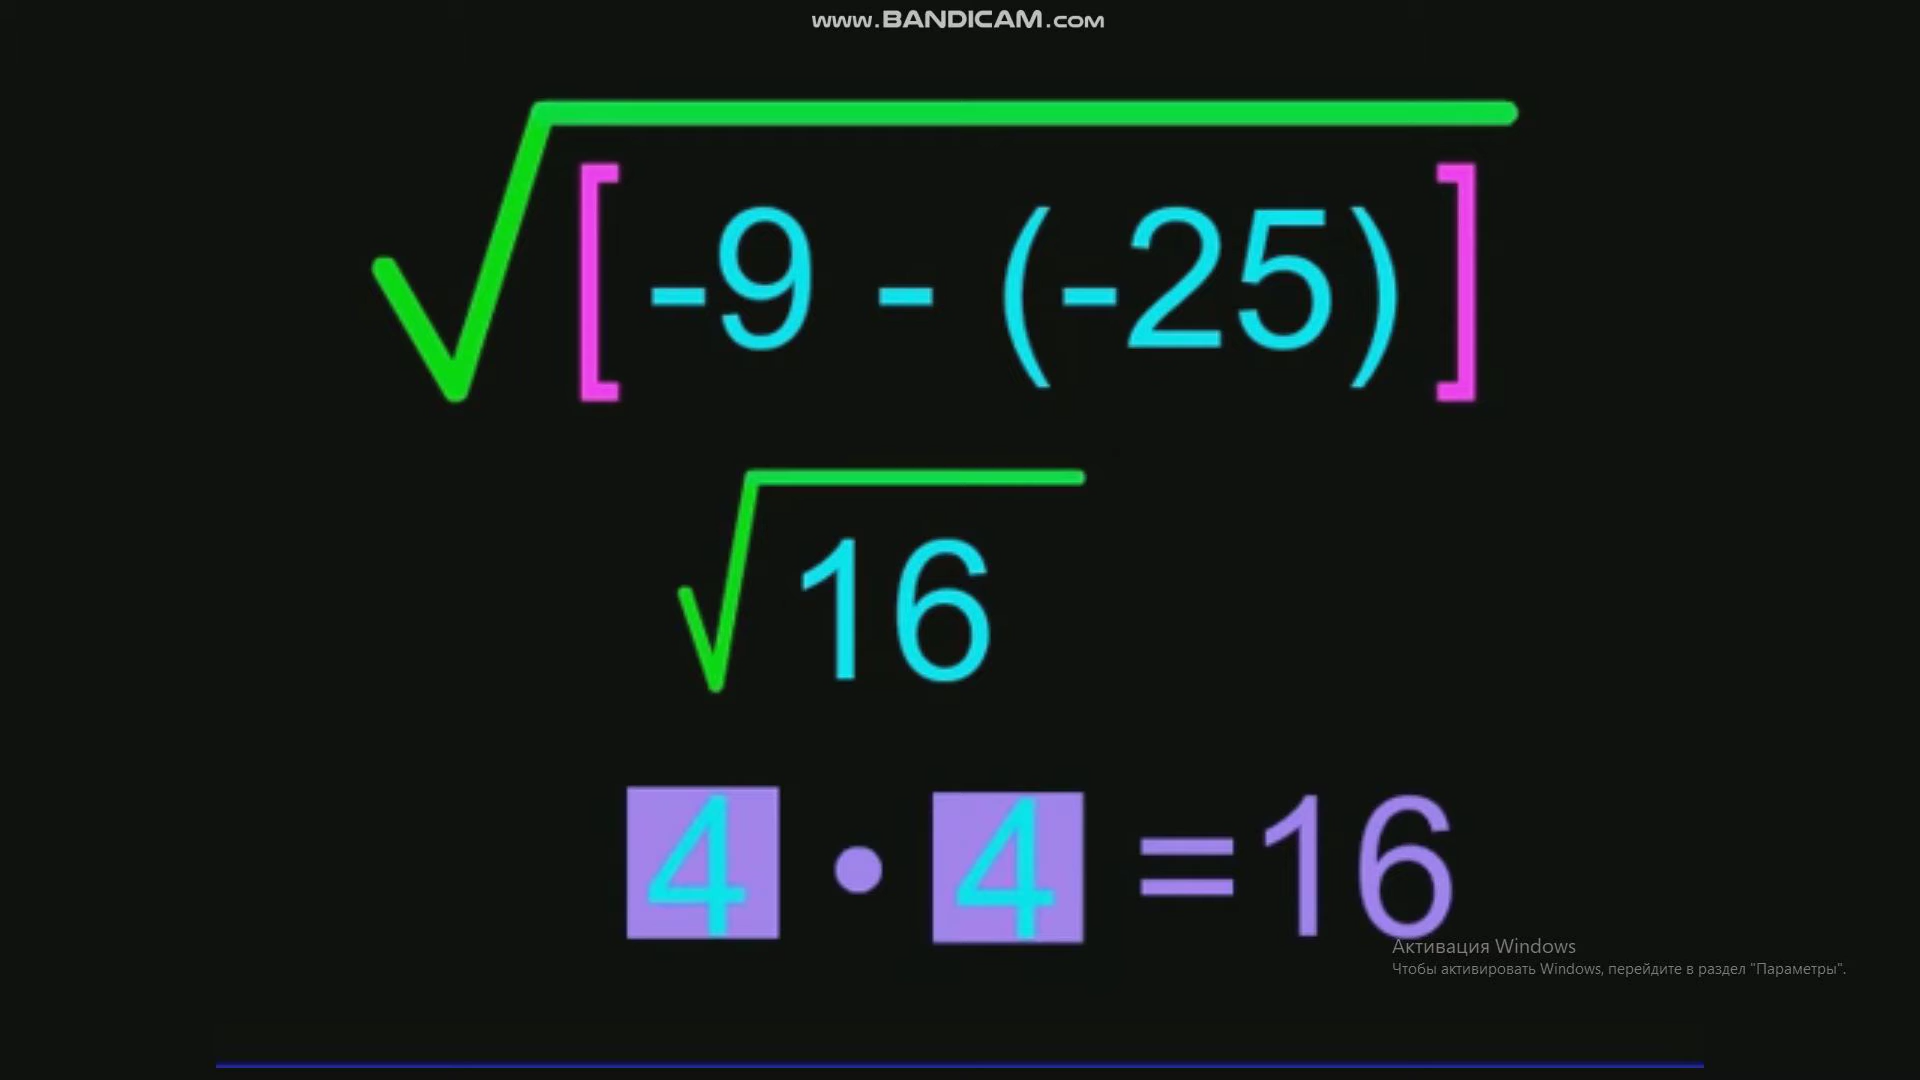 www.BANDICAM.com
√[-9 - (-25)]
√16
4 • 4 =16
Активация Windows
Чтобы активировать Windows, перейдите в раздел "Параметры".